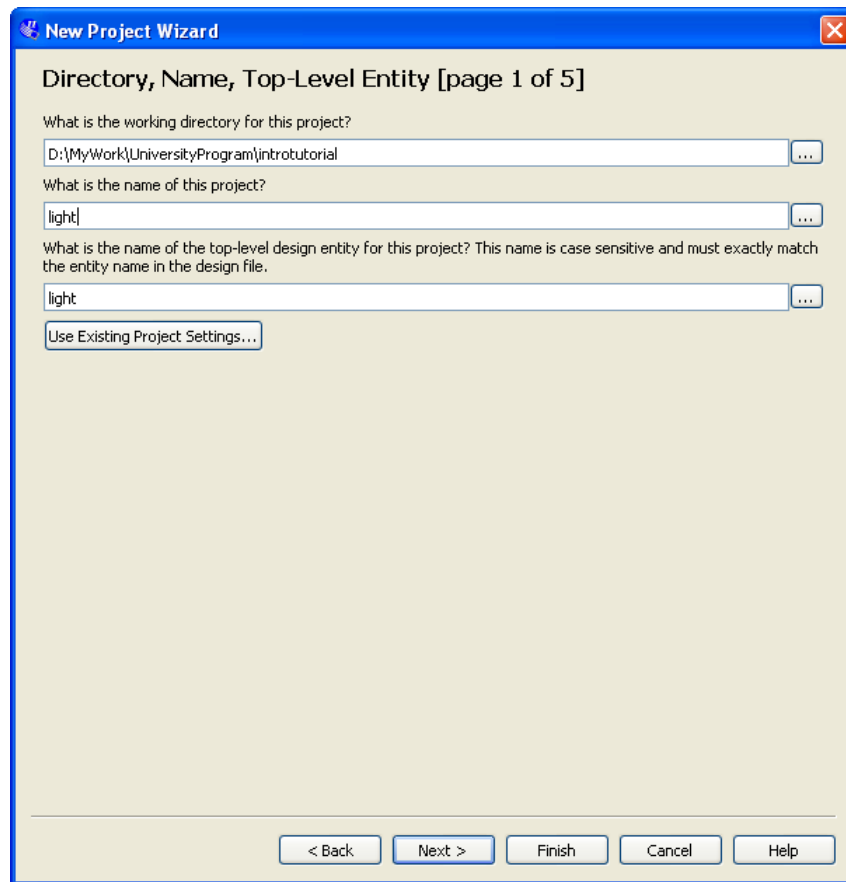 New Project Wizard
Directory, Name, Top-Level Entity [page 1 of 5]
What is the working directory for this project?
D:\MyWork\UniversityProgram\introtutorial
...
What is the name of this project?
light
...
What is the name of the top-level design entity for this project? This name is case sensitive and must exactly match
the entity name in the design file.
light
...
Use Existing Project Settings...
< Back Next > Finish Cancel Help